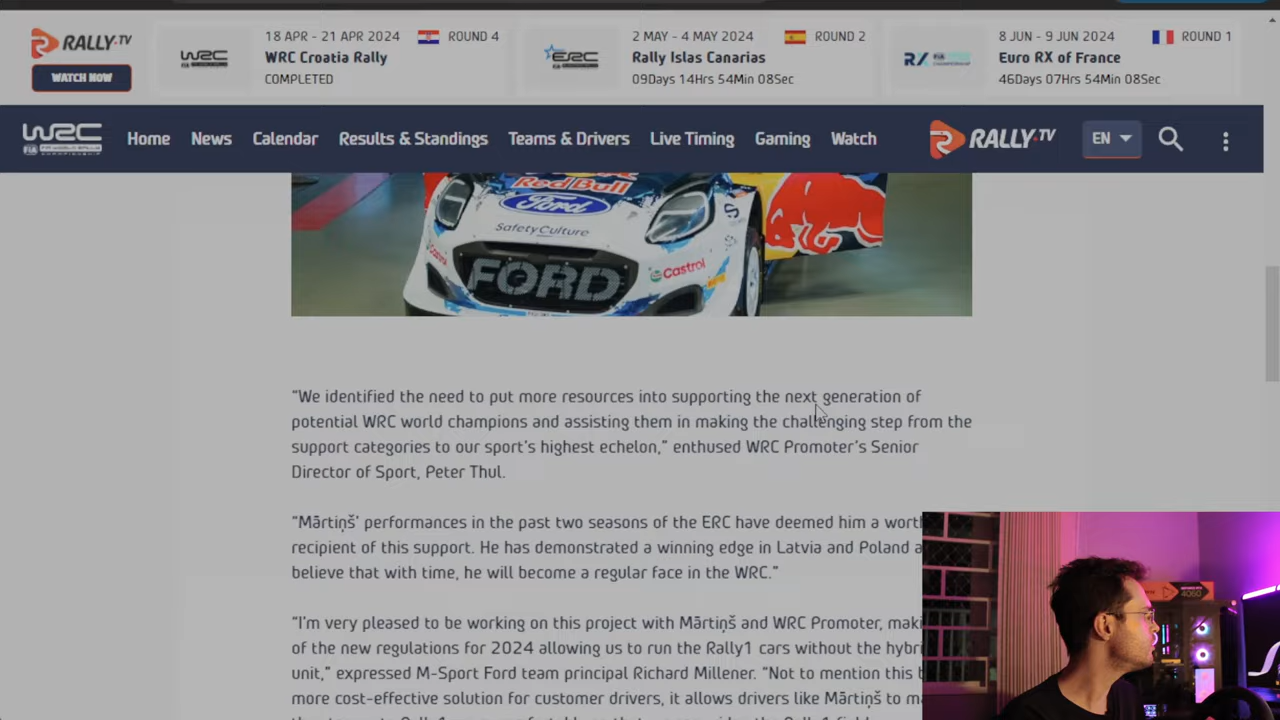 RALLY.TV
WATCH NOW
WRC
18 APR - 21 APR 2024
ROUND 4
WRC Croatia Rally
COMPLETED
ERC
2 MAY - 4 MAY 2024
ROUND 2
Rally Islas Canarias
09Days 14Hrs 54Min 08Sec
RX
8 JUN - 9 JUN 2024
ROUND 1
Euro RX of France
46Days 07Hrs 54Min 08Sec
WRC
FIA WORLD RALLY CHAMPIONSHIP
Home News Calendar Results & Standings Teams & Drivers Live Timing Gaming Watch
RALLY.TV
EN
Red Bull
Ford
SafetyCulture
FORD
Castrol
“We identified the need to put more resources into supporting the next generation of
potential WRC world champions and assisting them in making the challenging step from the
support categories to our sport’s highest echelon,” enthused WRC Promoter’s Senior
Director of Sport, Peter Thul.
“Mārtiņš’ performances in the past two seasons of the ERC have deemed him a wort
recipient of this support. He has demonstrated a winning edge in Latvia and Poland a
believe that with time, he will become a regular face in the WRC.”
“I’m very pleased to be working on this project with Mārtiņš and WRC Promoter, maki
of the new regulations for 2024 allowing us to run the Rally1 cars without the hybri
unit,” expressed M-Sport Ford team principal Richard Millener. “Not to mention this b
more cost-effective solution for customer drivers, it allows drivers like Mārtiņš to ma
4060